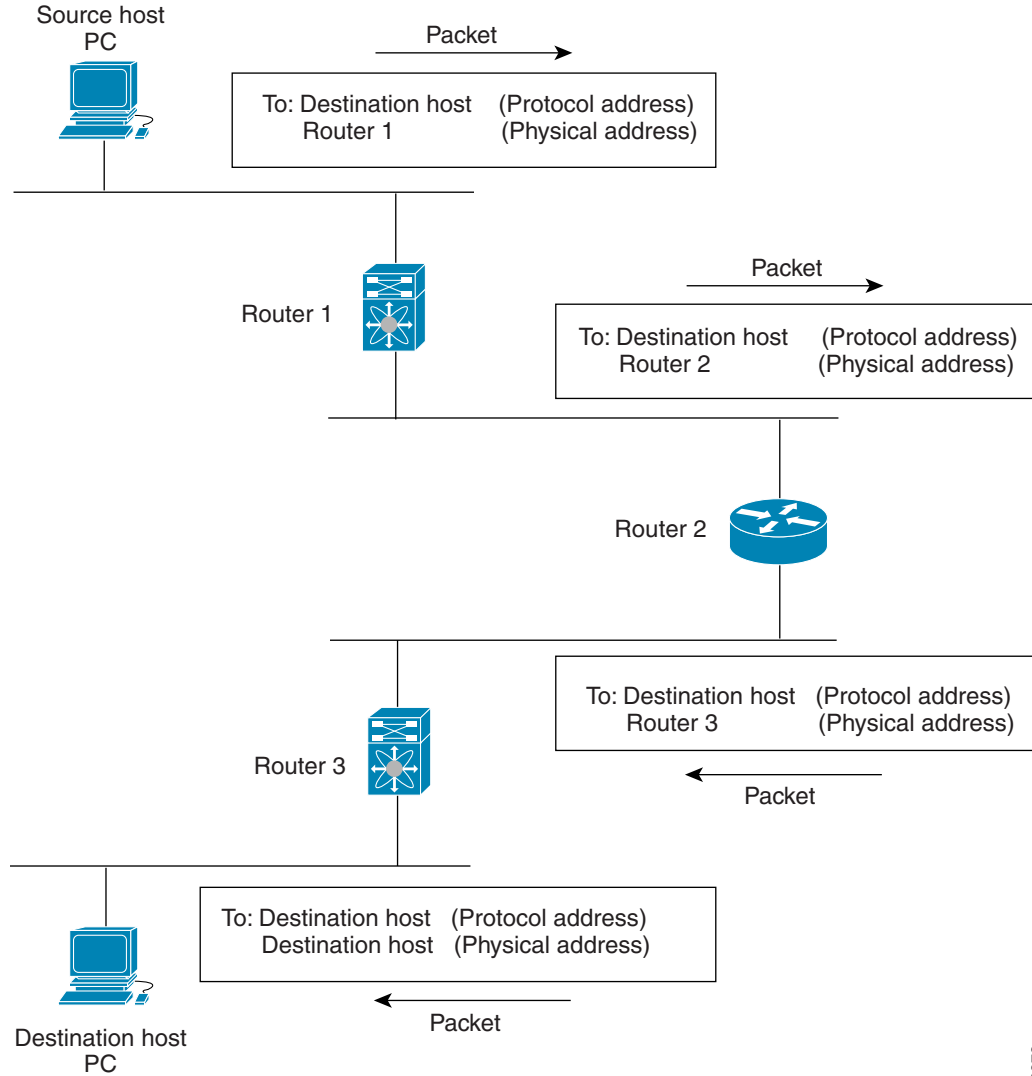 Source host
PC
Packet
To: Destination host (Protocol address)
Router 1 (Physical address)
Router 1
Packet
To: Destination host (Protocol address)
Router 2 (Physical address)
Router 2
To: Destination host (Protocol address)
Router 3 (Physical address)
Router 3
Packet
To: Destination host (Protocol address)
Destination host (Physical address)
Packet
Destination host
PC